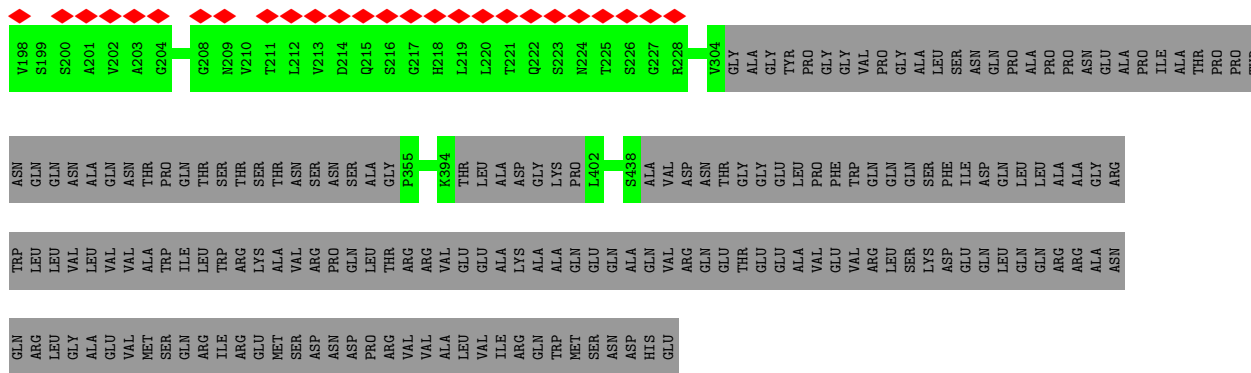 V198 S199 S200 A201 V202 A203 G204 G208 N209 V210 T211 L212 V213 D214 Q215 S216 G217 H218 L219 L220 T221 Q222 S223 N224 T225 S226 G227 R228 V304 GLY ALA GLY TYR PRO GLY GLY VAL PRO GLY ALA LEU SER ASN GLN PRO ALA PRO PRO ASN GLU ALA PRO ILE ALA THR PRO PRO
ASN GLN GLN ASN ALA GLN ASN THR PRO GLN THR SER THR SER THR ASN SER ASN SER ALA GLY P355 K394 THR LEU ALA ASP GLY LYS PRO L402 S438 ALA VAL ASP ASN THR GLY GLY GLU LEU PRO PHE TRP GLN GLN GLN SER PHE ILE ASP GLN LEU LEU ALA ALA GLY ARG
TRP LEU LEU VAL LEU VAL VAL ALA TRP ILE LEU TRP ARG LYS ALA VAL ARG PRO GLN LEU THR ARG ARG VAL GLU GLU ALA LYS ALA ALA GLN GLU GLN ALA GLN VAL ARG GLN GLU THR GLU GLU ALA VAL GLU VAL ARG LEU SER LYS ASP GLU GLN LEU GLN GLN ARG ARG ALA ASN
GLN ARG LEU GLY ALA GLU VAL MET SER GLN ARG ILE ARG GLU MET SER ASP ASN ASP PRO ARG VAL VAL ALA LEU VAL ILE ARG GLN TRP MET SER ASN ASP HIS GLU